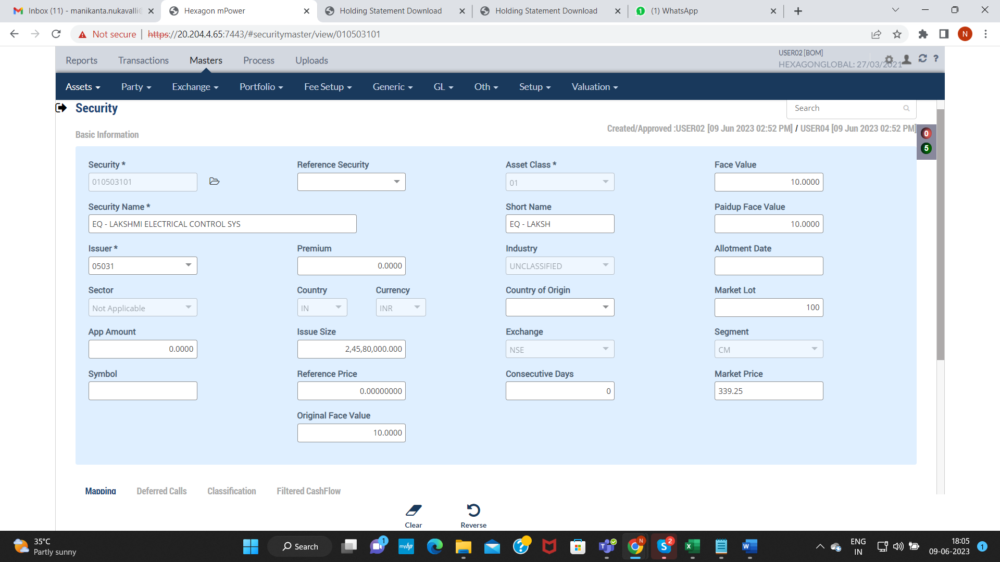 Inbox (11) - manikanta.nukavalli@
Hexagon mPower
Holding Statement Download
Holding Statement Download
(1) WhatsApp
Not secure
https://20.204.4.65:7443/#securitymaster/view/010503101
N
Reports
Transactions
Masters
Process
Uploads
USER02 [BOM]
HEXAGONGLOBAL: 27/03/2021
?
Assets
Party
Exchange
Portfolio
Fee Setup
Generic
GL
Oth
Setup
Valuation
Security
Search
Basic Information
Created/Approved :USER02 [09 Jun 2023 02:52 PM] / USER04 [09 Jun 2023 02:52 PM]
0
5
Security *
Reference Security
Asset Class *
Face Value
010503101
01
10.0000
Security Name *
Short Name
Paidup Face Value
EQ - LAKSHMI ELECTRICAL CONTROL SYS
EQ - LAKSH
10.0000
Issuer *
Premium
Industry
Allotment Date
05031
0.0000
UNCLASSIFIED
Sector
Country
Currency
Country of Origin
Market Lot
Not Applicable
IN
INR
100
App Amount
Issue Size
Exchange
Segment
0.0000
2,45,80,000.000
NSE
CM
Symbol
Reference Price
Consecutive Days
Market Price
0.00000000
0
339.25
Original Face Value
10.0000
Mapping
Deferred Calls
Classification
Filtered CashFlow
Clear
Reverse
35°C
Partly sunny
Search
1
myhp
?
T
N
S
2
X
W
ENG
IN
18:05
09-06-2023
1